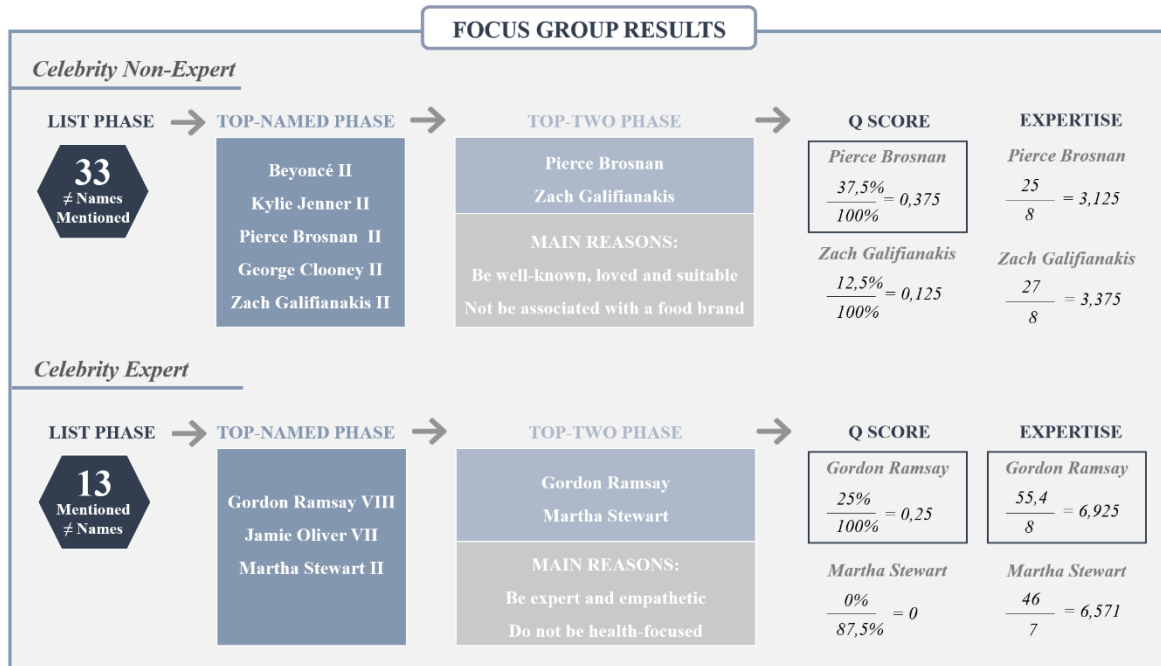 FOCUS GROUP RESULTS
Celebrity Non-Expert
LIST PHASE
33
≠ Names
Mentioned
TOP-NAMED PHASE
Beyoncé II
Kylie Jenner II
Pierce Brosnan II
George Clooney II
Zach Galifianakis II
TOP-TWO PHASE
Pierce Brosnan
Zach Galifianakis
MAIN REASONS:
Be well-known, loved and suitable
Not be associated with a food brand
Q SCORE
Pierce Brosnan
37,5%
100%
= 0,375
Zach Galifianakis
12,5%
100%
= 0,125
EXPERTISE
Pierce Brosnan
25
8
= 3,125
Zach Galifianakis
27
8
= 3,375
Celebrity Expert
LIST PHASE
13
Mentioned
≠ Names
TOP-NAMED PHASE
Gordon Ramsay VIII
Jamie Oliver VII
Martha Stewart II
TOP-TWO PHASE
Gordon Ramsay
Martha Stewart
MAIN REASONS:
Be expert and empathetic
Do not be health-focused
Q SCORE
Gordon Ramsay
25%
100%
= 0,25
Martha Stewart
0%
87,5%
= 0
EXPERTISE
Gordon Ramsay
55,4
8
= 6,925
Martha Stewart
46
7
= 6,571